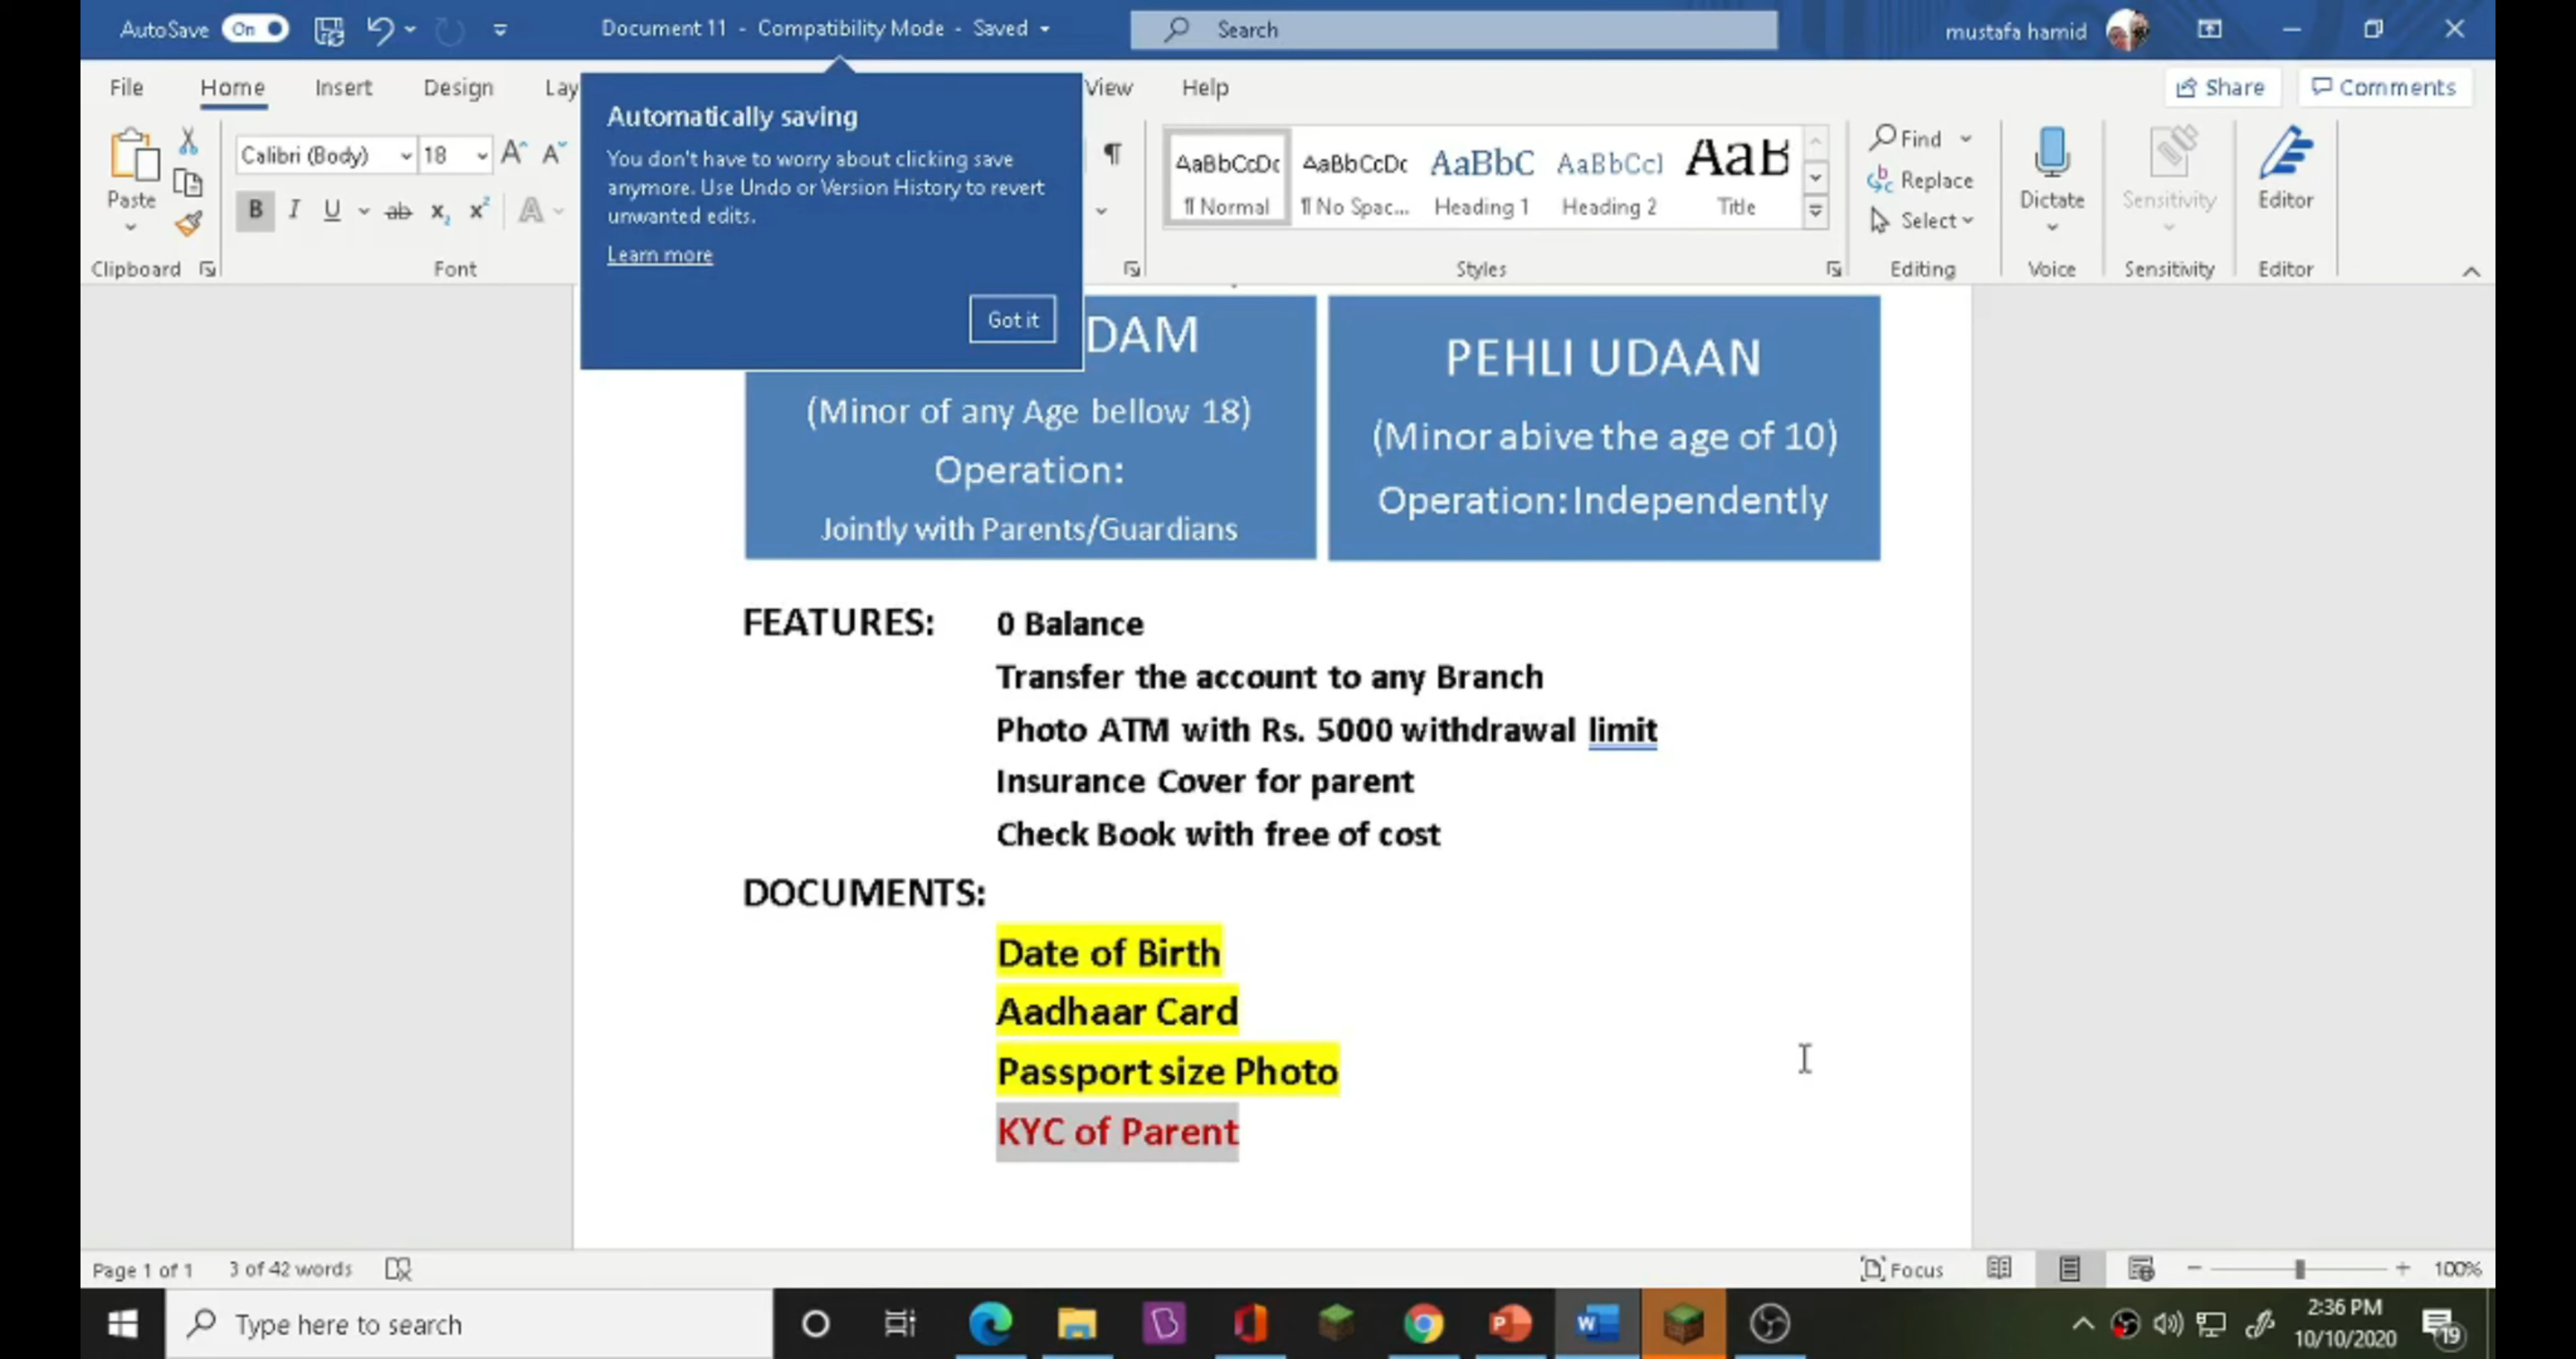 AutoSave On Document 11 - Compatibility Mode - Saved Search mustafa hamid
File Home Insert Design Lay View Help Share Comments
Automatically saving
You don't have to worry about clicking save
anymore. Use Undo or Version History to revert
unwanted edits.
Learn more
Got it
Paste
Clipboard
Calibri (Body) 18
B I U ab x2 x2 A
Font
AaBbCcDc AaBbCcDc AaBbC AaBbCcI AaB
¶ Normal ¶ No Spac... Heading 1 Heading 2 Title
Styles
Find
Replace
Select
Editing
Dictate
Voice
Sensitivity
Sensitivity
Editor
Editor
DAM
(Minor of any Age bellow 18)
Operation:
Jointly with Parents/Guardians
PEHLI UDAAN
(Minor abive the age of 10)
Operation: Independently
FEATURES: 0 Balance
Transfer the account to any Branch
Photo ATM with Rs. 5000 withdrawal limit
Insurance Cover for parent
Check Book with free of cost
DOCUMENTS:
Date of Birth
Aadhaar Card
Passport size Photo
KYC of Parent
Page 1 of 1 3 of 42 words Focus 100%
Type here to search
2:36 PM
10/10/2020
19